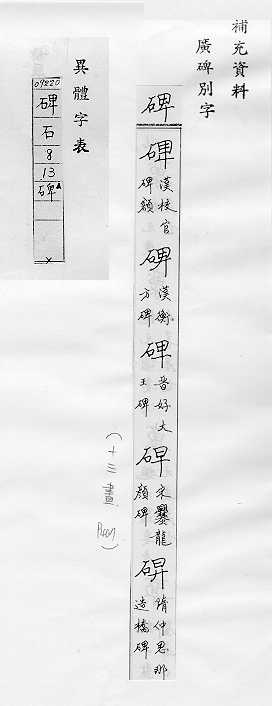 補充資料
廣碑別字
碑
碑
漢校官
碑額
碑
漢衡
方碑
碑
晉好大
王碑
碑
宋爨龍
顏碑
碑
隋仲思那
造橋碑
(十三畫 )
異體字表
07220
碑
石
8
13
碑